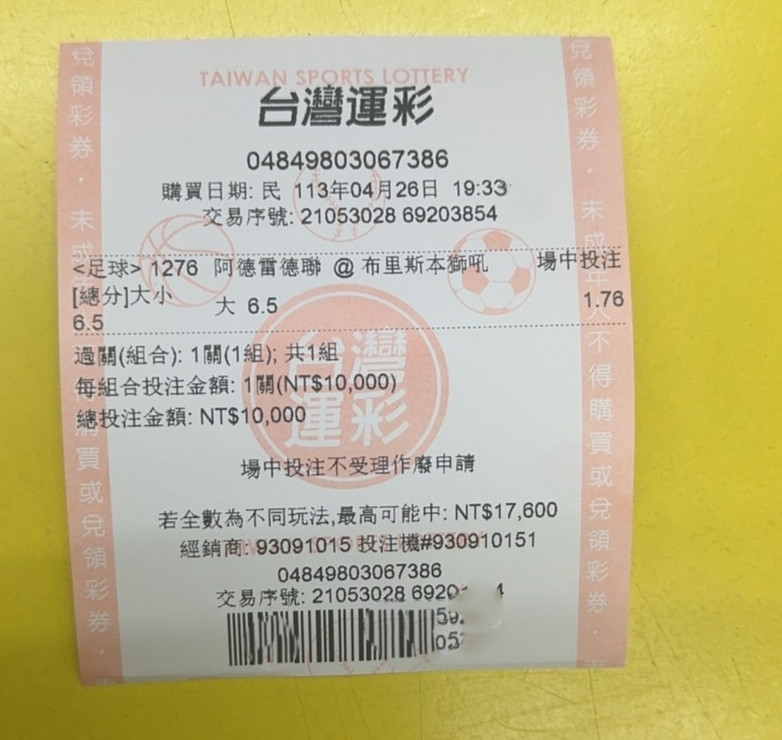 TAIWAN SPORTS LOTTERY
台灣運彩
04849803067386
購買日期: 民 113年04月26日 19:33
交易序號: 21053028 69203854
<足球> 1276 阿德雷德聯 @ 布里斯本獅吼 場中投注
[總分]大小 大 6.5 1.76
6.5
過關(組合): 1關(1組); 共1組
每組合投注金額: 1關(NT$10,000)
總投注金額: NT$10,000
台灣
運彩
場中投注不受理作廢申請
若全數為不同玩法,最高可能中: NT$17,600
經銷商: 93091015 投注機#930910151
04849803067386
交易序號: 21053028 6920
兌領彩券·未成年人不得購買或兌領彩券·